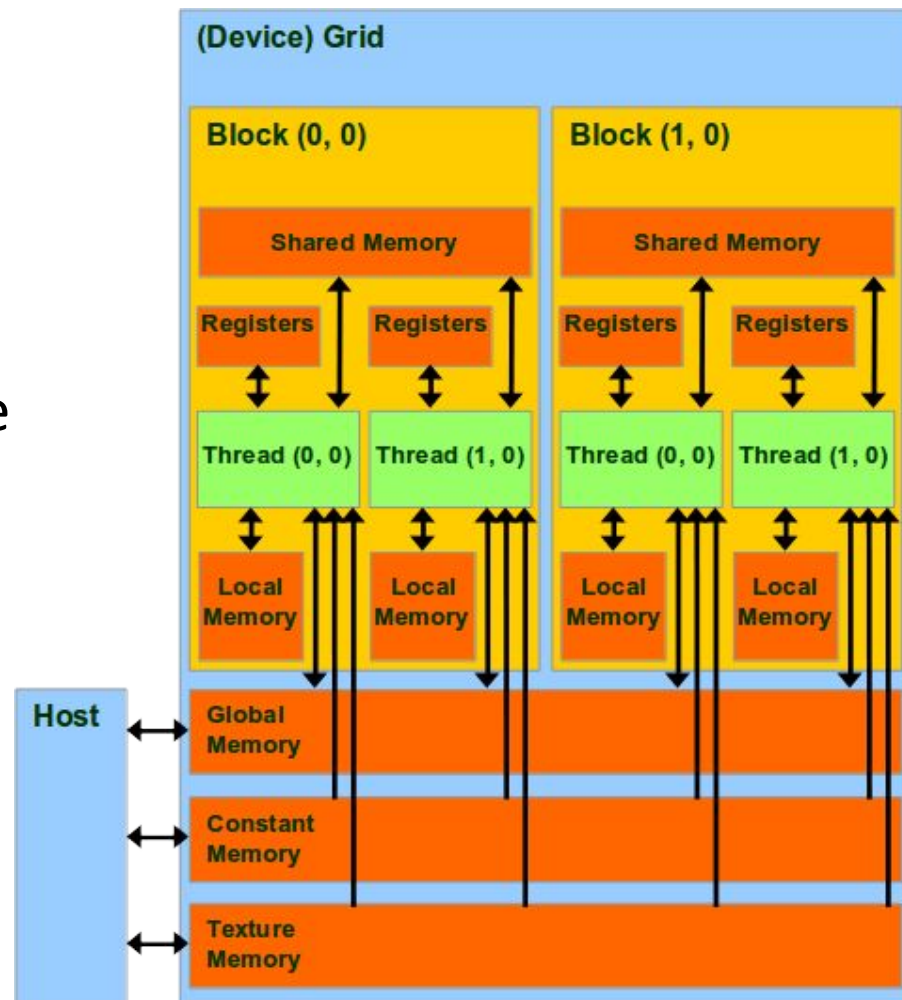 (Device) Grid
Block (0, 0)
Block (1, 0)
Shared Memory
Shared Memory
Registers
Registers
Registers
Registers
e
Thread (0, 0)
Thread (1, 0)
Thread (0, 0)
Thread (1, 0)
Local
Memory
Local
Memory
Local
Memory
Local
Memory
Host
Global
Memory
Constant
Memory
Texture
Memory